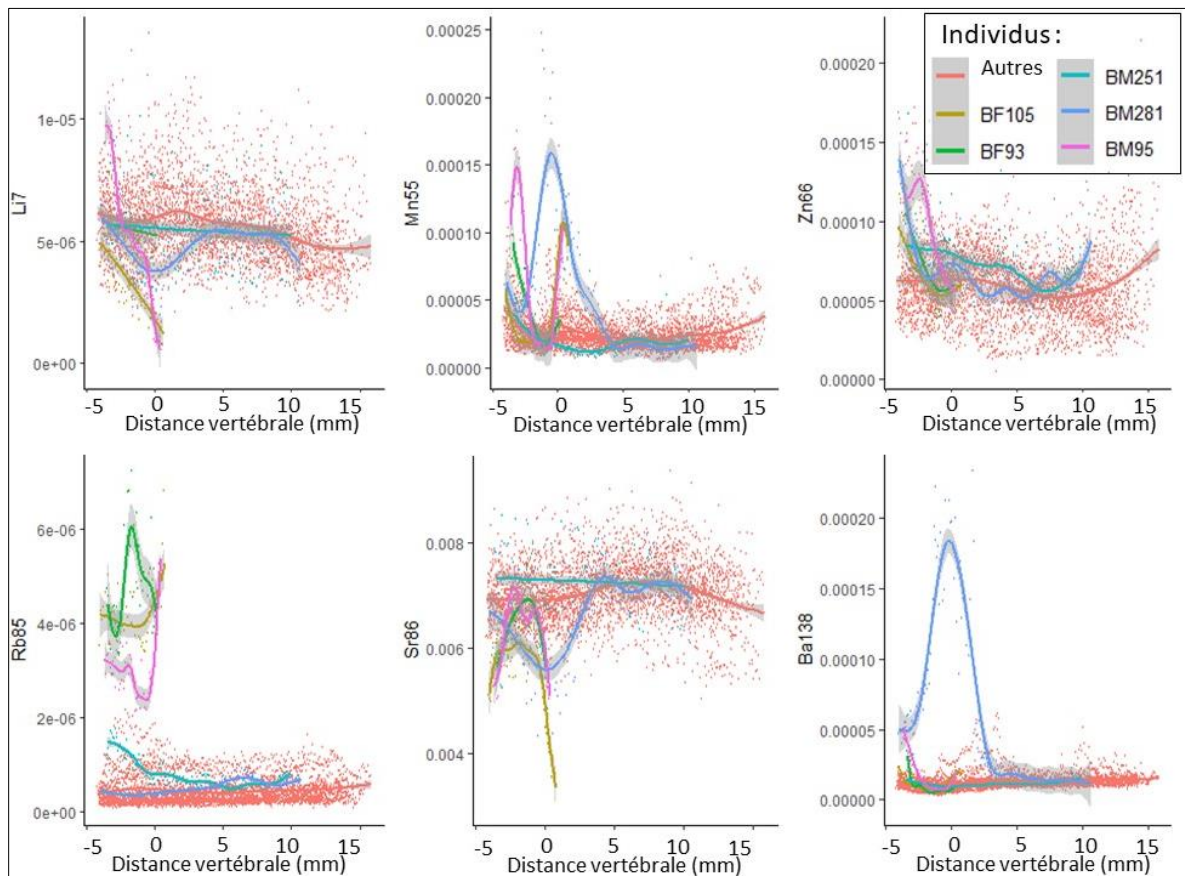 Individus :
Autres
BF105
BF93
BM251
BM281
BM95
Li7
1e-05
5e-06
0e+00
-5 0 5 10 15
Distance vertébrale (mm)
Mn55
0.00025
0.00020
0.00015
0.00010
0.00005
0.00000
-5 0 5 10 15
Distance vertébrale (mm)
Zn66
0.00020
0.00015
0.00010
0.00005
0.00000
-5 0 5 10 15
Distance vertébrale (mm)
Rb85
6e-06
4e-06
2e-06
0e+00
-5 0 5 10 15
Distance vertébrale (mm)
Sr86
0.008
0.006
0.004
-5 0 5 10 15
Distance vertébrale (mm)
Ba138
0.00020
0.00015
0.00010
0.00005
0.00000
-5 0 5 10 15
Distance vertébrale (mm)